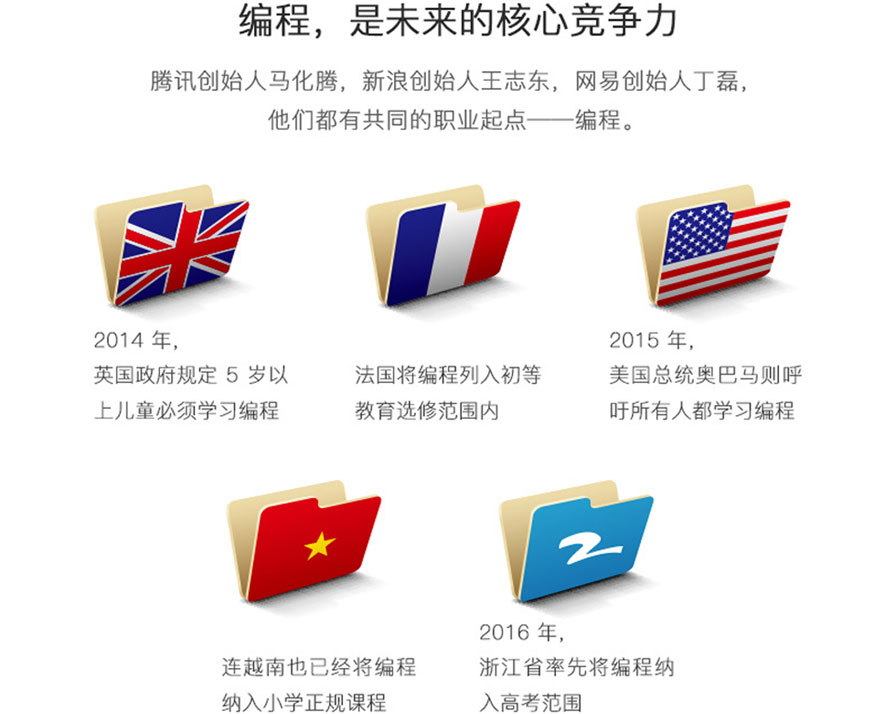 编程，是未来的核心竞争力
腾讯创始人马化腾，新浪创始人王志东，网易创始人丁磊，
他们都有共同的职业起点——编程。
2014 年，
英国政府规定 5 岁以
上儿童必须学习编程
法国将编程列入初等
教育选修范围内
2015 年，
美国总统奥巴马则呼
吁所有人都学习编程
连越南也已经将编程
纳入小学正规课程
2016 年，
浙江省率先将编程纳
入高考范围